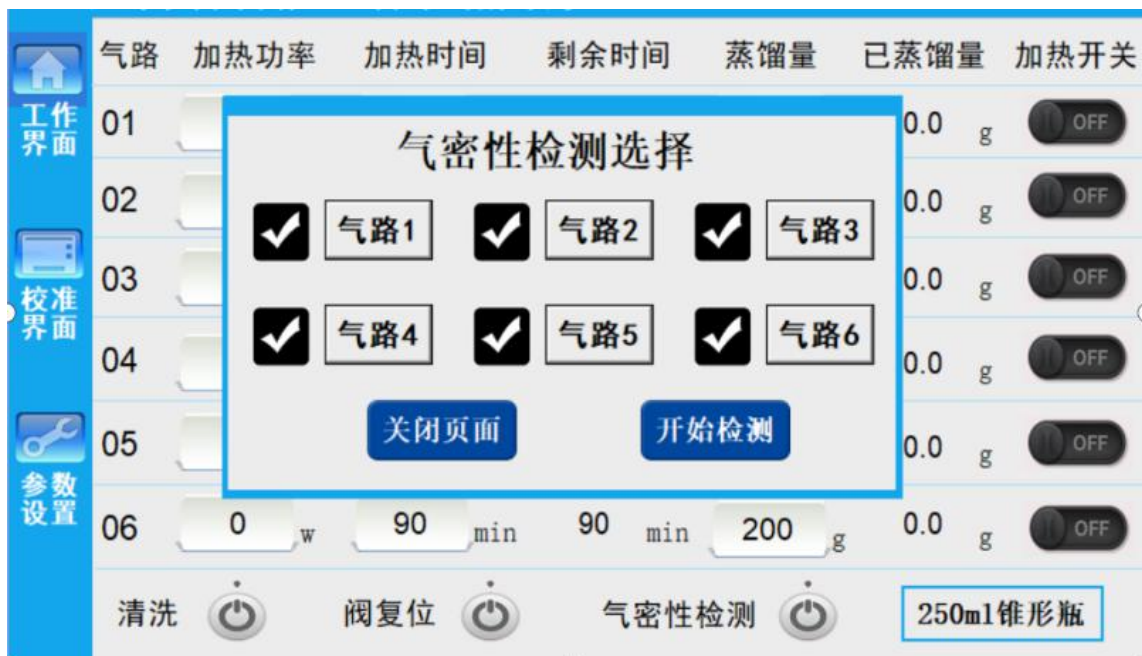 气路 加热功率 加热时间 剩余时间 蒸馏量 已蒸馏量 加热开关
工作
界面
校准
界面
参数
设置
01 0.0 g OFF
02 0.0 g OFF
03 0.0 g OFF
04 0.0 g OFF
05 0.0 g OFF
06 0 w 90 min 90 min 200 g 0.0 g OFF
气密性检测选择
气路1 气路2 气路3
气路4 气路5 气路6
关闭页面 开始检测
清洗 阀复位 气密性检测 250ml锥形瓶